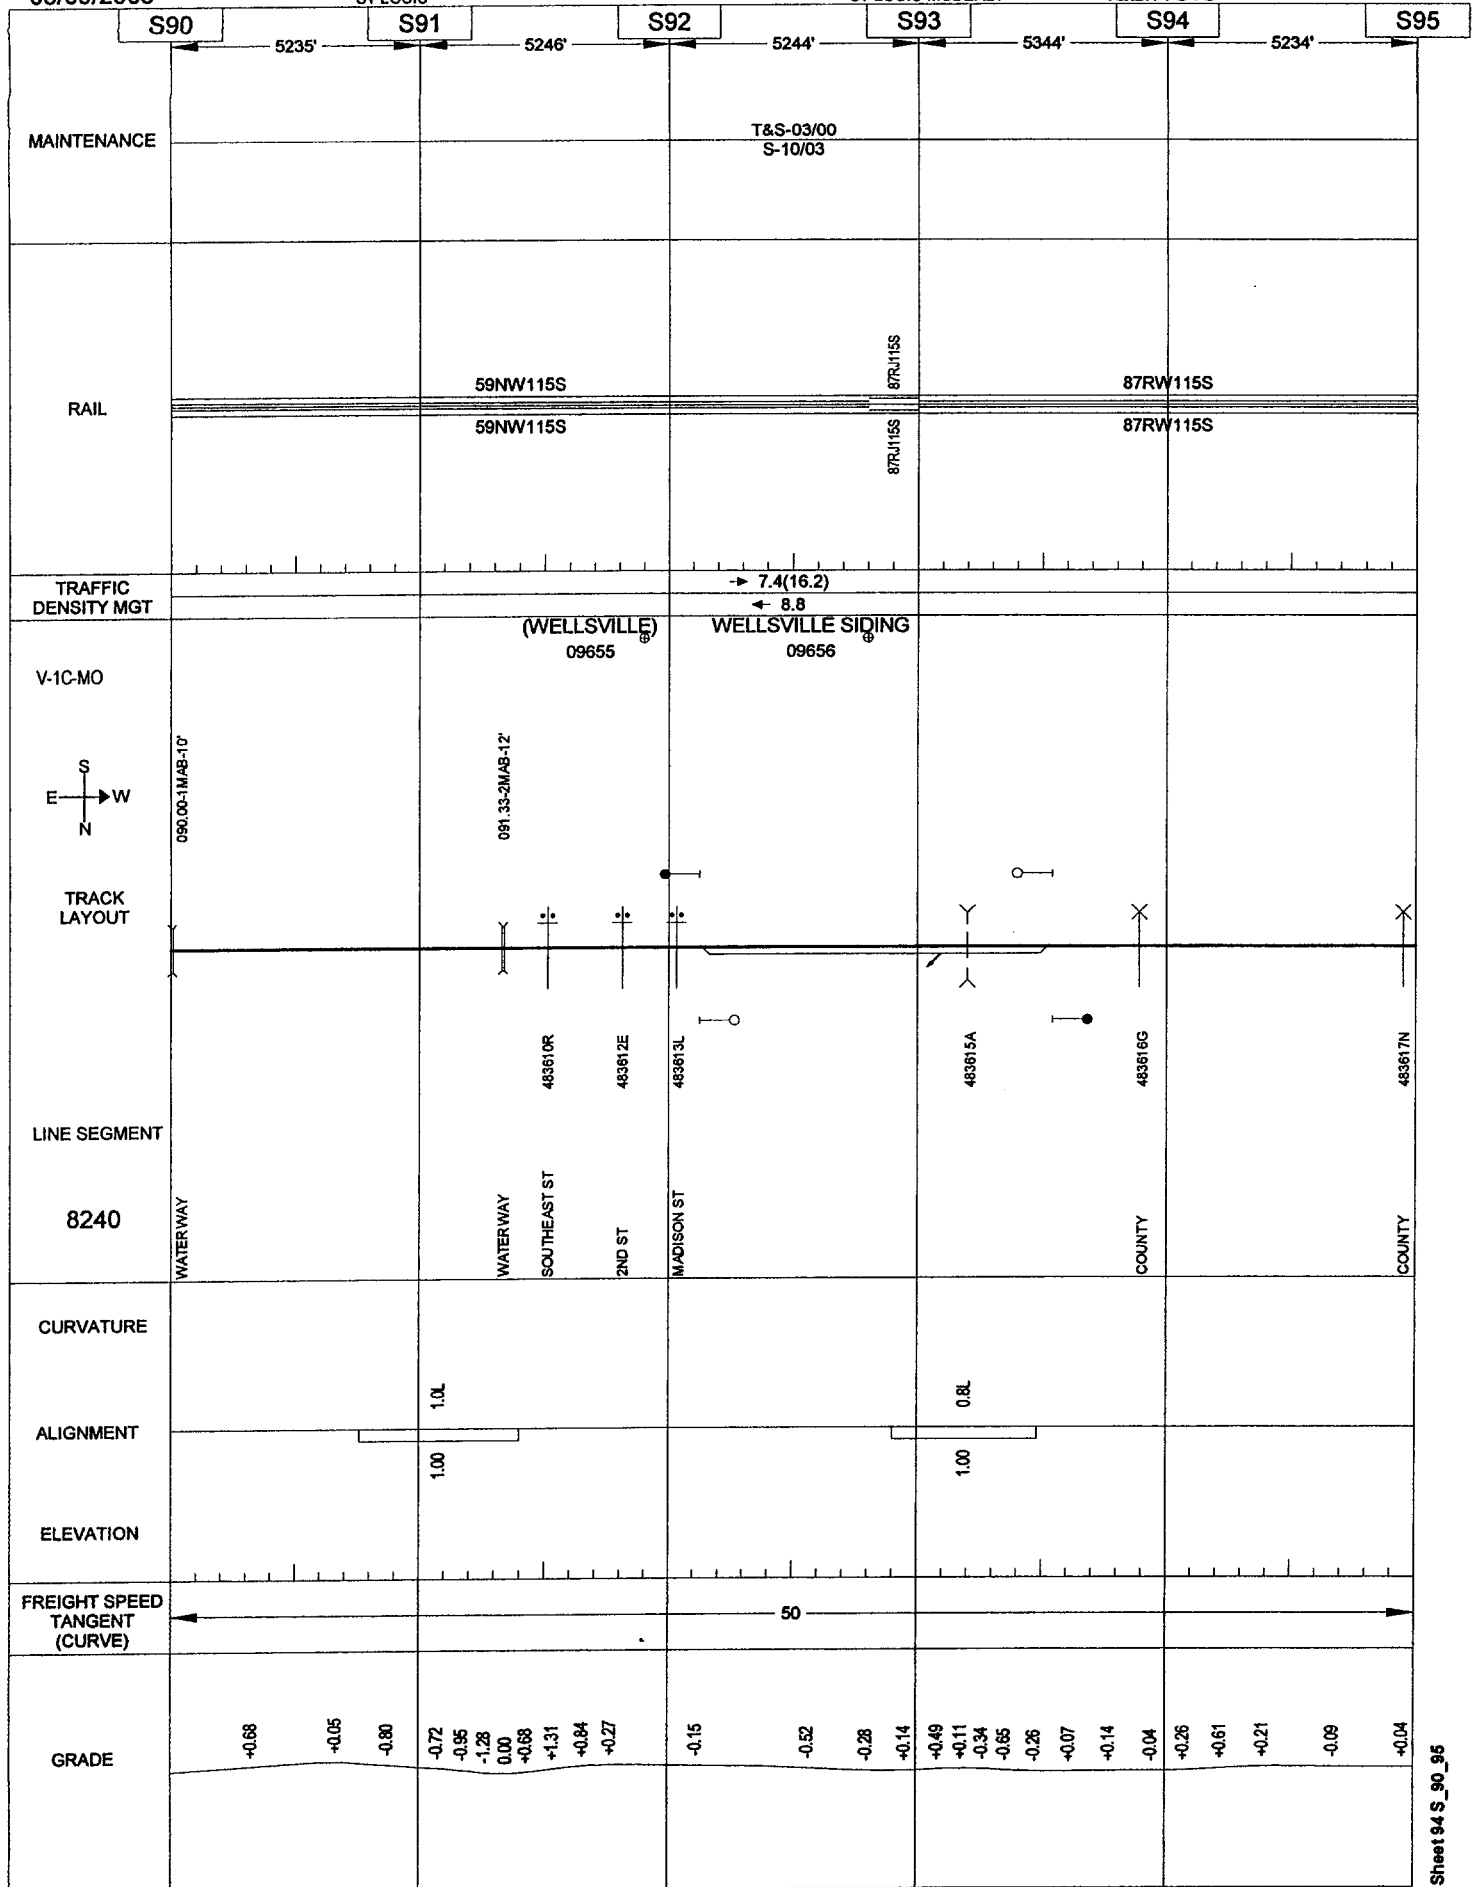 S90 S91 S92 S93 S94 S95
5235' 5246' 5244' 5344' 5234'
MAINTENANCE
T&S-03/00
S-10/03
RAIL
59NW115S
59NW115S
87RJ115S
87RJ115S
87RW115S
87RW115S
TRAFFIC
DENSITY MGT
7.4(16.2)
8.8
(WELLSVILLE)
09655
WELLSVILLE SIDING
09656
V-1C-MO
S
E W
N
090.00-1MAB-10'
091.33-2MAB-12'
TRACK
LAYOUT
483610R
483612E
483613L
483615A
483616G
483617N
LINE SEGMENT
8240
WATERWAY
WATERWAY
SOUTHEAST ST
2ND ST
MADISON ST
COUNTY
COUNTY
CURVATURE
1.0L
0.8L
ALIGNMENT
1.00
1.00
ELEVATION
FREIGHT SPEED
TANGENT
(CURVE)
50
GRADE
+0.68
+0.05
-0.80
-0.72
-0.95
-1.28
0.00
+0.68
+1.31
+0.84
+0.27
-0.15
-0.52
-0.28
+0.14
+0.49
+0.11
-0.34
-0.65
-0.26
+0.07
+0.14
-0.04
+0.26
+0.61
+0.21
-0.09
+0.04
Sheet 94 S_90_95